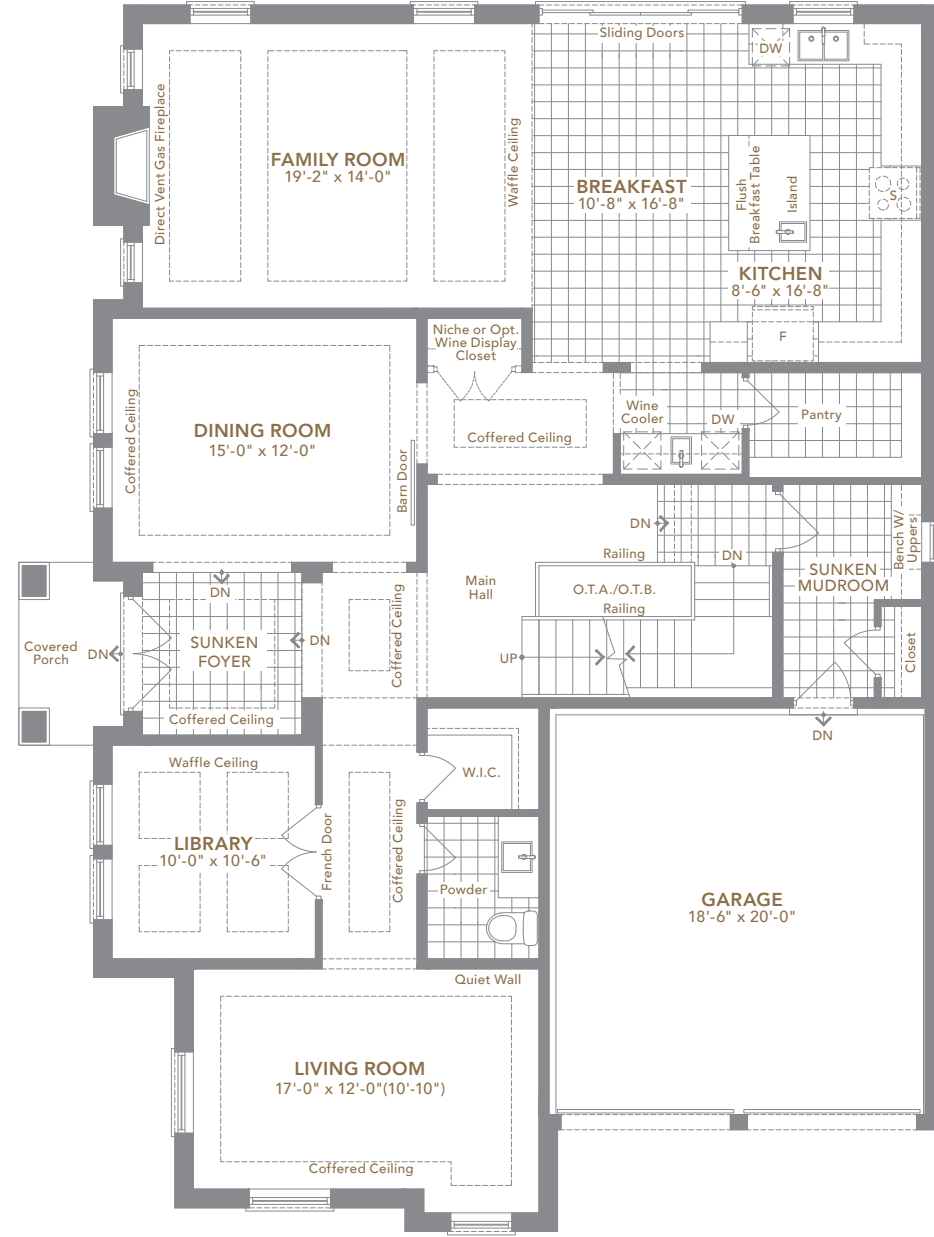 Sliding Doors
DW
Direct Vent Gas Fireplace
FAMILY ROOM
19'-2" x 14'-0"
Waffle Ceiling
BREAKFAST
10'-8" x 16'-8"
Flush
Breakfast Table
Island
S
KITCHEN
8'-6" x 16'-8"
F
Niche or Opt.
Wine Display
Closet
Coffered Ceiling
DINING ROOM
15'-0" x 12'-0"
Barn Door
Coffered Ceiling
Wine
Cooler
DW
Pantry
DN
Railing
DN
Bench W/
Uppers
SUNKEN
MUDROOM
Main
Hall
O.T.A./O.T.B.
Railing
UP
Closet
DN
Covered
Porch
DN
DN
SUNKEN
FOYER
DN
Coffered Ceiling
Coffered Ceiling
Waffle Ceiling
LIBRARY
10'-0" x 10'-6"
French Door
Coffered Ceiling
W.I.C.
Powder
GARAGE
18'-6" x 20'-0"
Quiet Wall
LIVING ROOM
17'-0" x 12'-0"(10'-10")
Coffered Ceiling